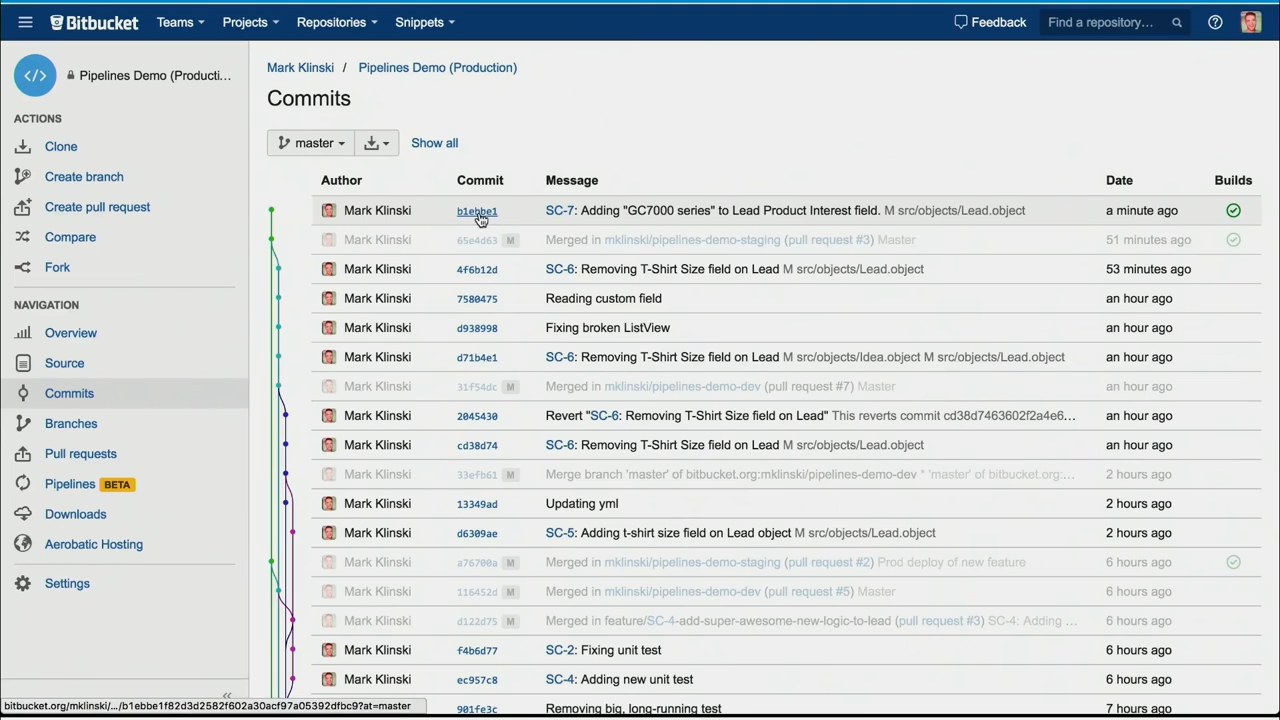 Bitbucket Teams Projects Repositories Snippets Feedback Find a repository...
Pipelines Demo (Producti...
ACTIONS
Clone
Create branch
Create pull request
Compare
Fork
NAVIGATION
Overview
Source
Commits
Branches
Pull requests
Pipelines BETA
Downloads
Aerobatic Hosting
Settings
Mark Klinski / Pipelines Demo (Production)
Commits
master Show all
Author Commit Message Date Builds
Mark Klinski b1ebbe1 SC-7: Adding "GC7000 series" to Lead Product Interest field. M src/objects/Lead.object a minute ago
Mark Klinski 65e4d63 M Merged in mklinski/pipelines-demo-staging (pull request #3) Master 51 minutes ago
Mark Klinski 4f6b12d SC-6: Removing T-Shirt Size field on Lead M src/objects/Lead.object 53 minutes ago
Mark Klinski 7580475 Reading custom field an hour ago
Mark Klinski d938998 Fixing broken ListView an hour ago
Mark Klinski d71b4e1 SC-6: Removing T-Shirt Size field on Lead M src/objects/Idea.object M src/objects/Lead.object an hour ago
Mark Klinski 31f54dc M Merged in mklinski/pipelines-demo-dev (pull request #7) Master an hour ago
Mark Klinski 2045430 Revert "SC-6: Removing T-Shirt Size field on Lead" This reverts commit cd38d7463602f2a4e6... an hour ago
Mark Klinski cd38d74 SC-6: Removing T-Shirt Size field on Lead M src/objects/Lead.object an hour ago
Mark Klinski 33efb61 M Merge branch 'master' of bitbucket.org:mklinski/pipelines-demo-dev * 'master' of bitbucket.org:... 2 hours ago
Mark Klinski 13349ad Updating yml 2 hours ago
Mark Klinski d6309ae SC-5: Adding t-shirt size field on Lead object M src/objects/Lead.object 2 hours ago
Mark Klinski a76700a M Merged in mklinski/pipelines-demo-staging (pull request #2) Prod deploy of new feature 6 hours ago
Mark Klinski 116452d M Merged in mklinski/pipelines-demo-dev (pull request #5) Master 6 hours ago
Mark Klinski d122d75 M Merged in feature/SC-4-add-super-awesome-new-logic-to-lead (pull request #3) SC-4: Adding ... 6 hours ago
Mark Klinski f4b6d77 SC-2: Fixing unit test 6 hours ago
Mark Klinski ec957c8 SC-4: Adding new unit test 6 hours ago
Mark Klinski 901fe3c Removing big, long-running test 7 hours ago
bitbucket.org/mklinski/.../b1ebbe1f82d3d2582f602a30acf97a05392dfbc9?at=master